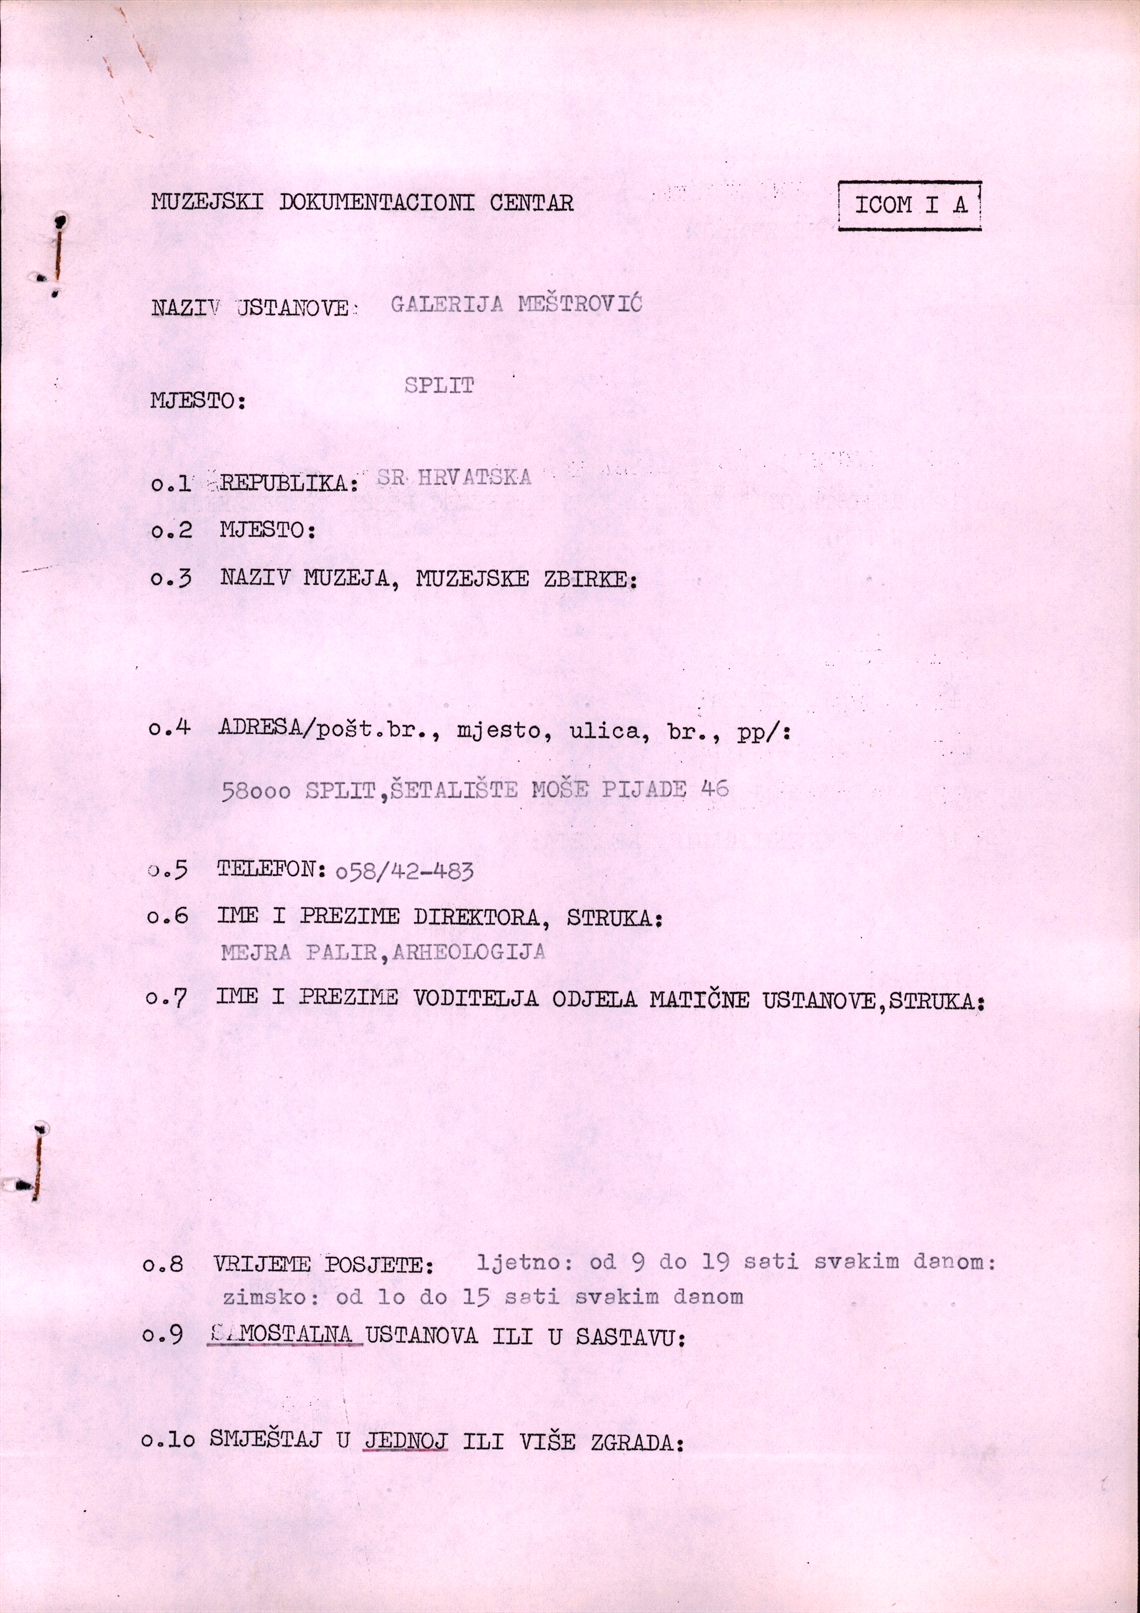 MUZEJSKI DOKUMENTACIONI CENTAR
ICOM I A
NAZIV USTANOVE: GALERIJA MEŠTROVIĆ
SPLIT
MJESTO:
o.1 REPUBLIKA: SR HRVATSKA
o.2 MJESTO:
o.3 NAZIV MUZEJA, MUZEJSKE ZBIRKE:
o.4 ADRESA/pošt.br., mjesto, ulica, br., pp/:
58ooo SPLIT,ŠETALIŠTE MOŠE PIJADE 46
o.5 TELEFON: o58/42-483
o.6 IME I PREZIME DIREKTORA, STRUKA:
MEJRA PALIR,ARHEOLOGIJA
o.7 IME I PREZIME VODITELJA ODJELA MATIČNE USTANOVE,STRUKA:
o.8 VRIJEME POSJETE: ljetno: od 9 do 19 sati svakim danom:
zimsko: od lo do 15 sati svakim danom
o.9 SAMOSTALNA USTANOVA ILI U SASTAVU:
o.lo SMJEŠTAJ U JEDNOJ ILI VIŠE ZGRADA: